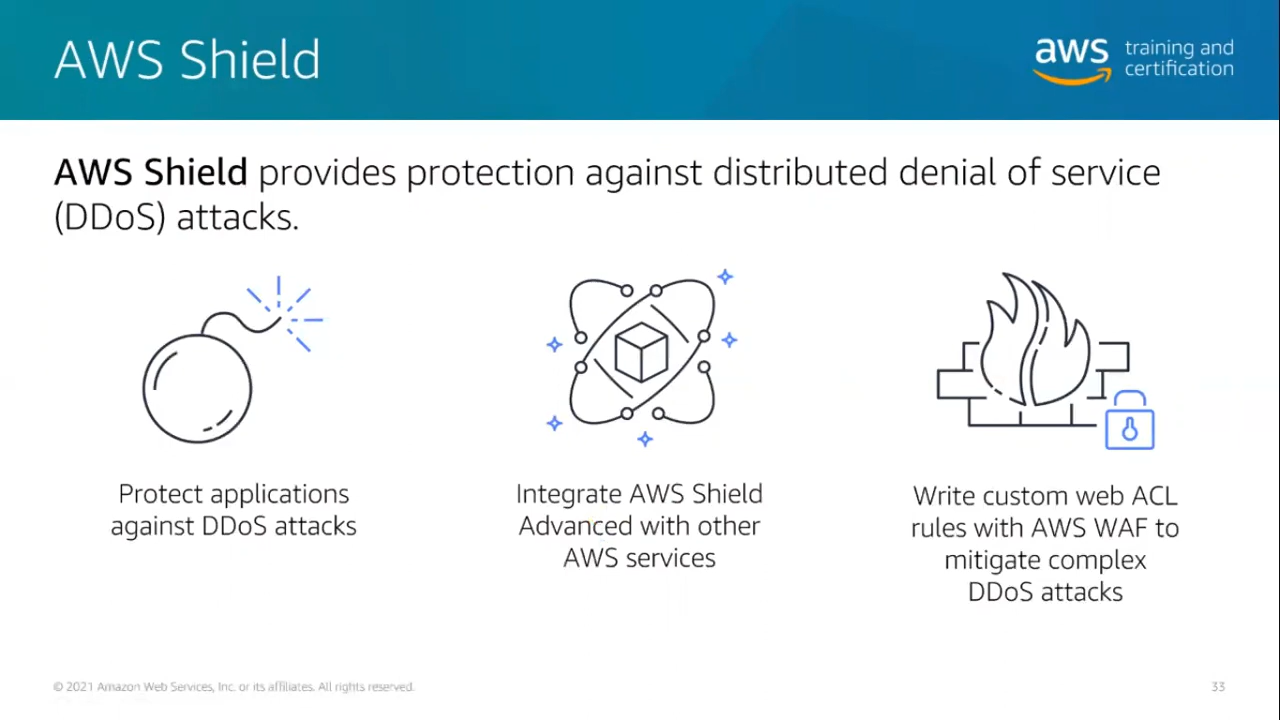 AWS Shield
aws training and
certification
AWS Shield provides protection against distributed denial of service
(DDoS) attacks.
Protect applications
against DDoS attacks
Integrate AWS Shield
Advanced with other
AWS services
Write custom web ACL
rules with AWS WAF to
mitigate complex
DDoS attacks
© 2021 Amazon Web Services, Inc. or its affiliates. All rights reserved.
33